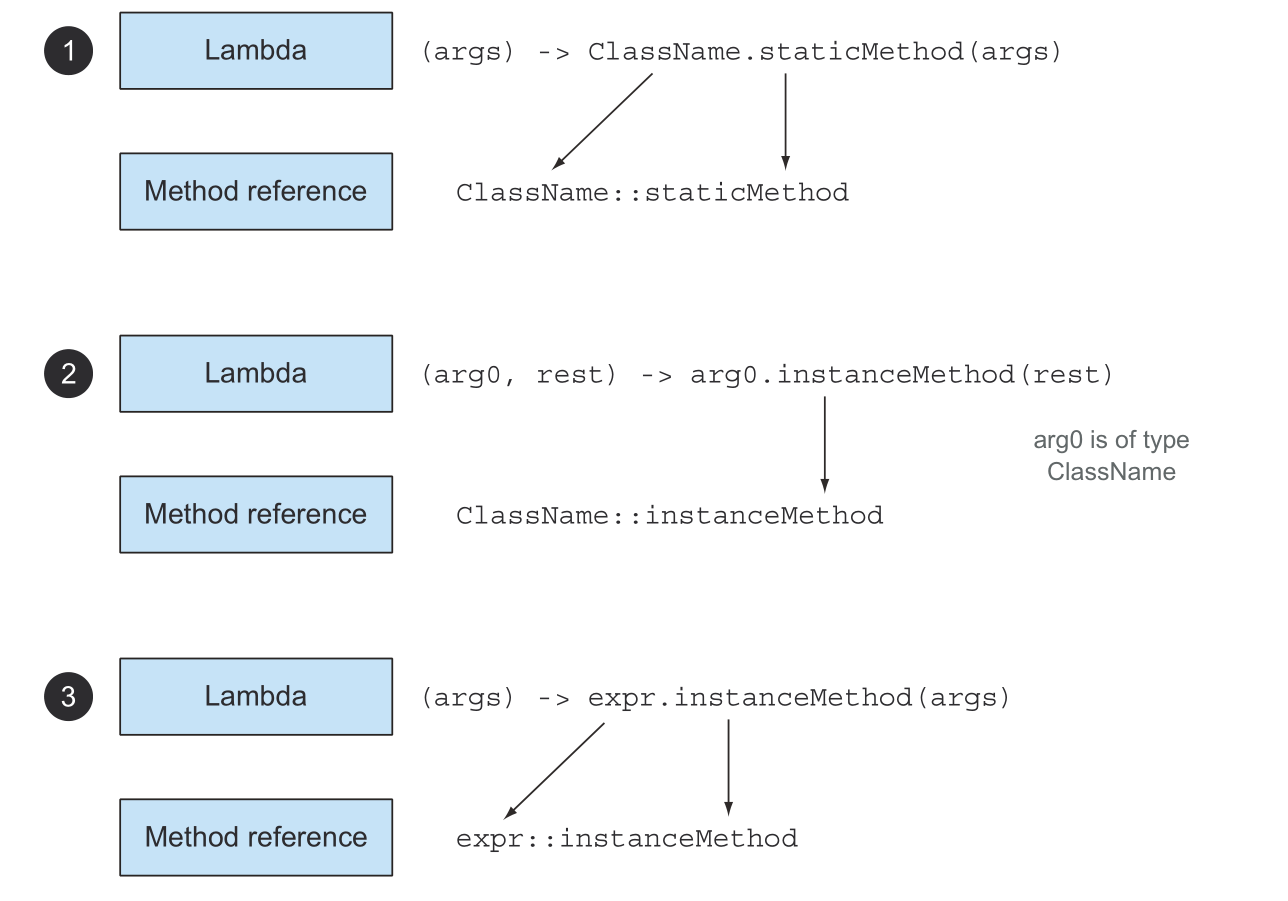 1
Lambda
(args) -> ClassName.staticMethod(args)
Method reference
ClassName::staticMethod
2
Lambda
(arg0, rest) -> arg0.instanceMethod(rest)
arg0 is of type
ClassName
Method reference
ClassName::instanceMethod
3
Lambda
(args) -> expr.instanceMethod(args)
Method reference
expr::instanceMethod